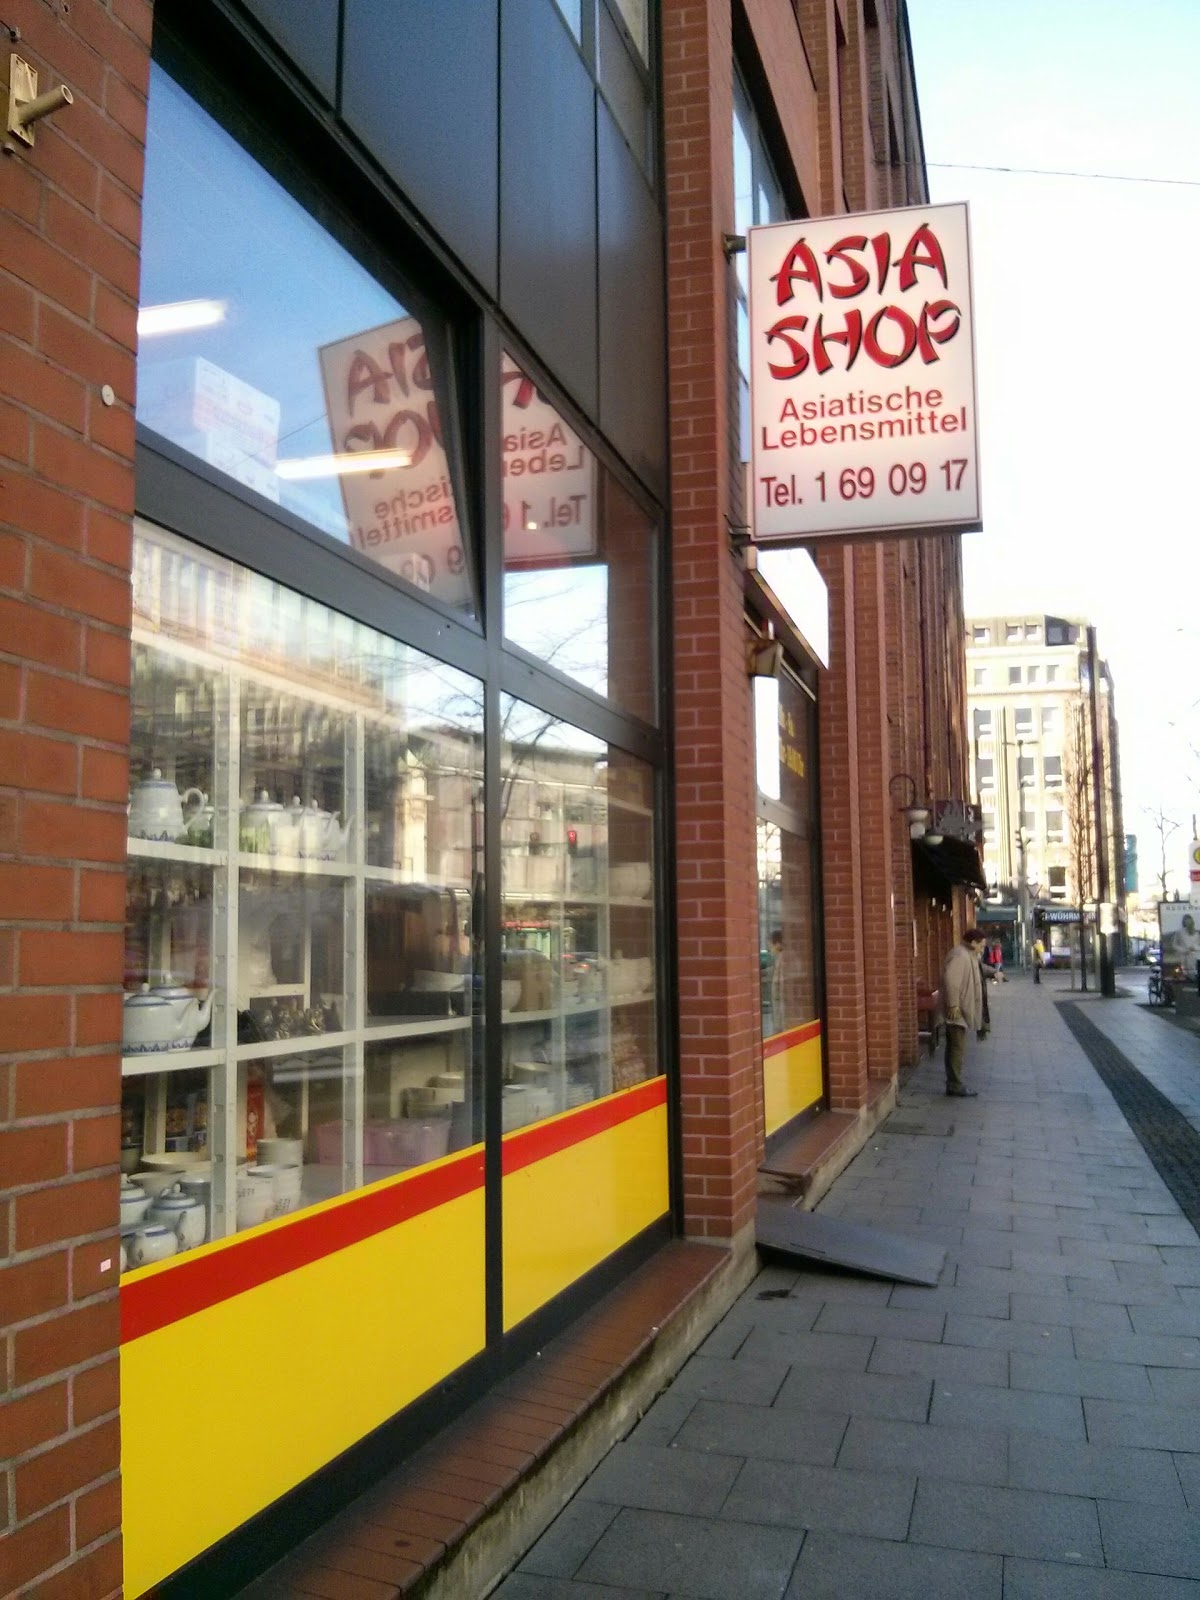 ASIA
SHOP
Asiatische
Lebensmittel
Tel. 1 69 09 17